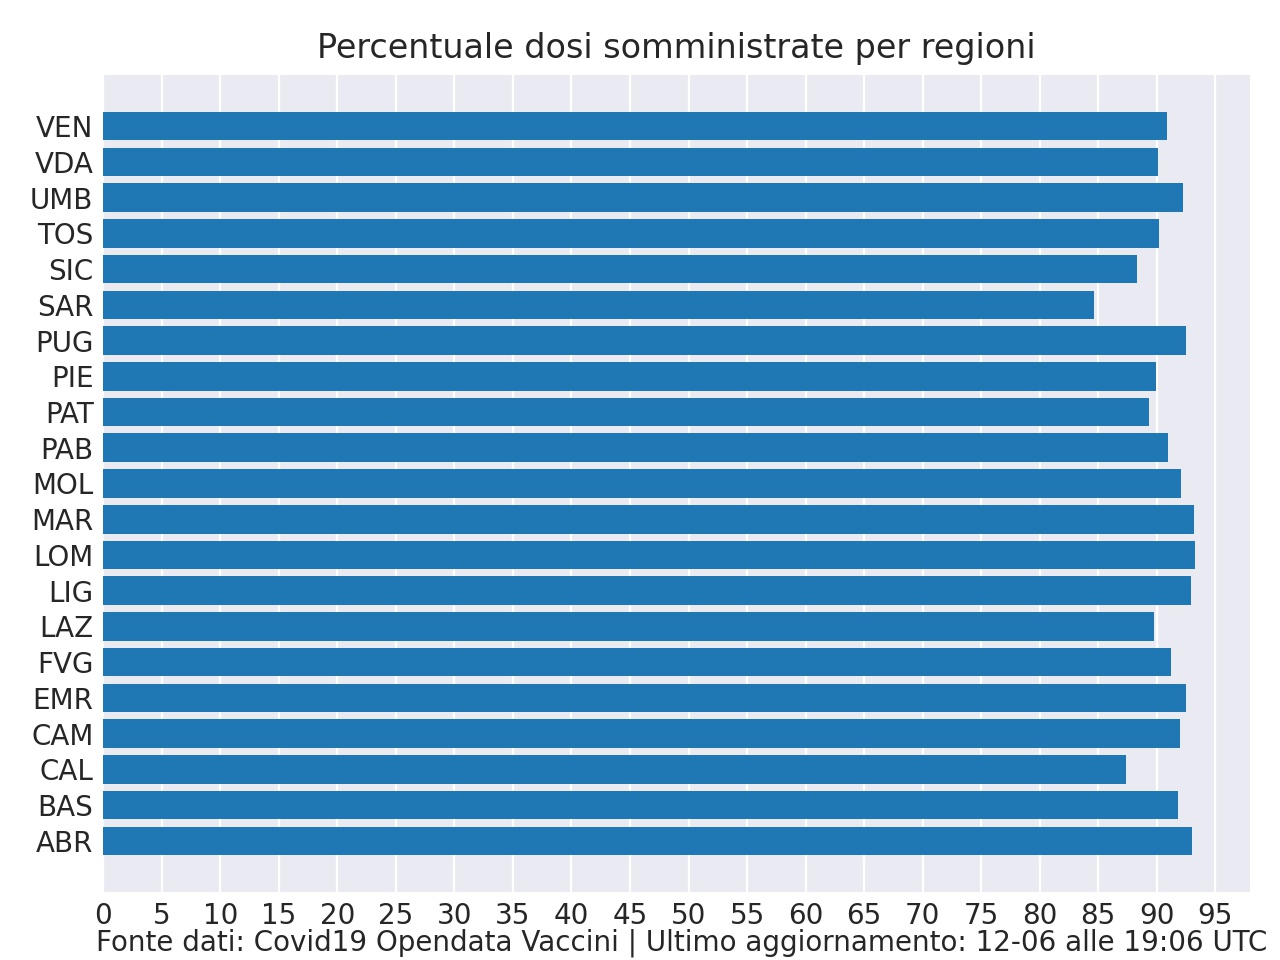 Percentuale dosi somministrate per regioni
VEN
VDA
UMB
TOS
SIC
SAR
PUG
PIE
PAT
PAB
MOL
MAR
LOM
LIG
LAZ
FVG
EMR
CAM
CAL
BAS
ABR
0 5 10 15 20 25 30 35 40 45 50 55 60 65 70 75 80 85 90 95
Fonte dati: Covid19 Opendata Vaccini | Ultimo aggiornamento: 12-06 alle 19:06 UTC